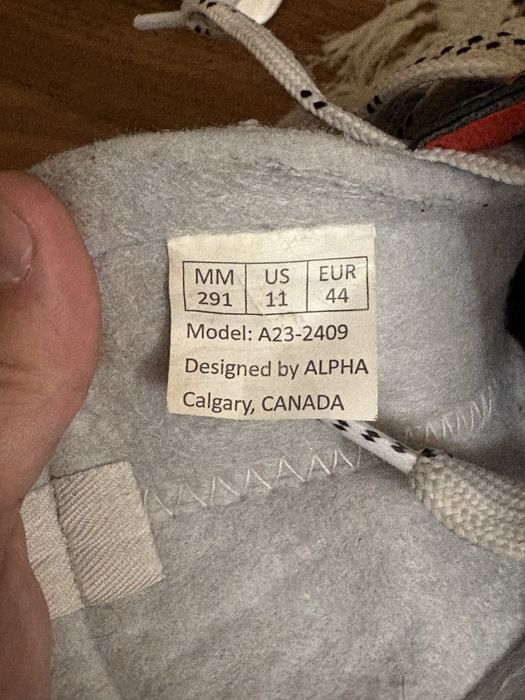 MM US EUR
291 11 44
Model: A23-2409
Designed by ALPHA
Calgary, CANADA